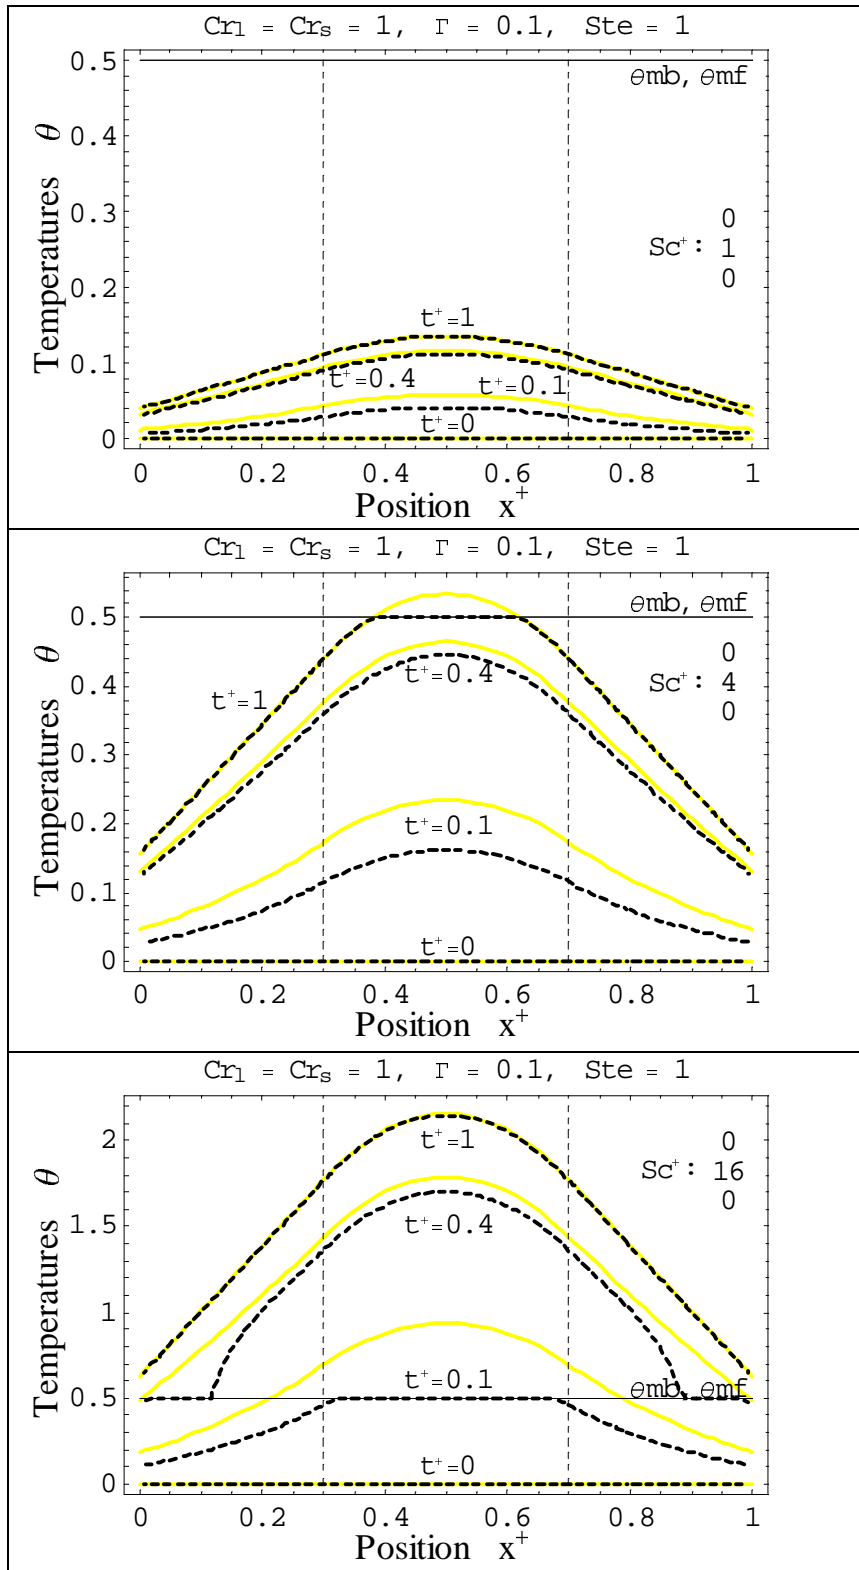 Crl = Crs = 1, Γ = 0.1, Ste = 1
0.5
θmb, θmf
0.4
0.3
0
Sc+: 1
0
0.2
t+=1
0.1
t+=0.4
t+=0.1
t+=0
0
Temperatures θ
0 0.2 0.4 0.6 0.8 1
Position x+
Crl = Crs = 1, Γ = 0.1, Ste = 1
θmb, θmf
0.5
0
Sc+: 4
0
t+=0.4
t+=1
0.4
0.3
0.2
t+=0.1
0.1
t+=0
0
Temperatures θ
0 0.2 0.4 0.6 0.8 1
Position x+
Crl = Crs = 1, Γ = 0.1, Ste = 1
2
t+=1
0
Sc+: 16
0
1.5
t+=0.4
1
t+=0.1
θmb, θmf
0.5
t+=0
0
Temperatures θ
0 0.2 0.4 0.6 0.8 1
Position x+